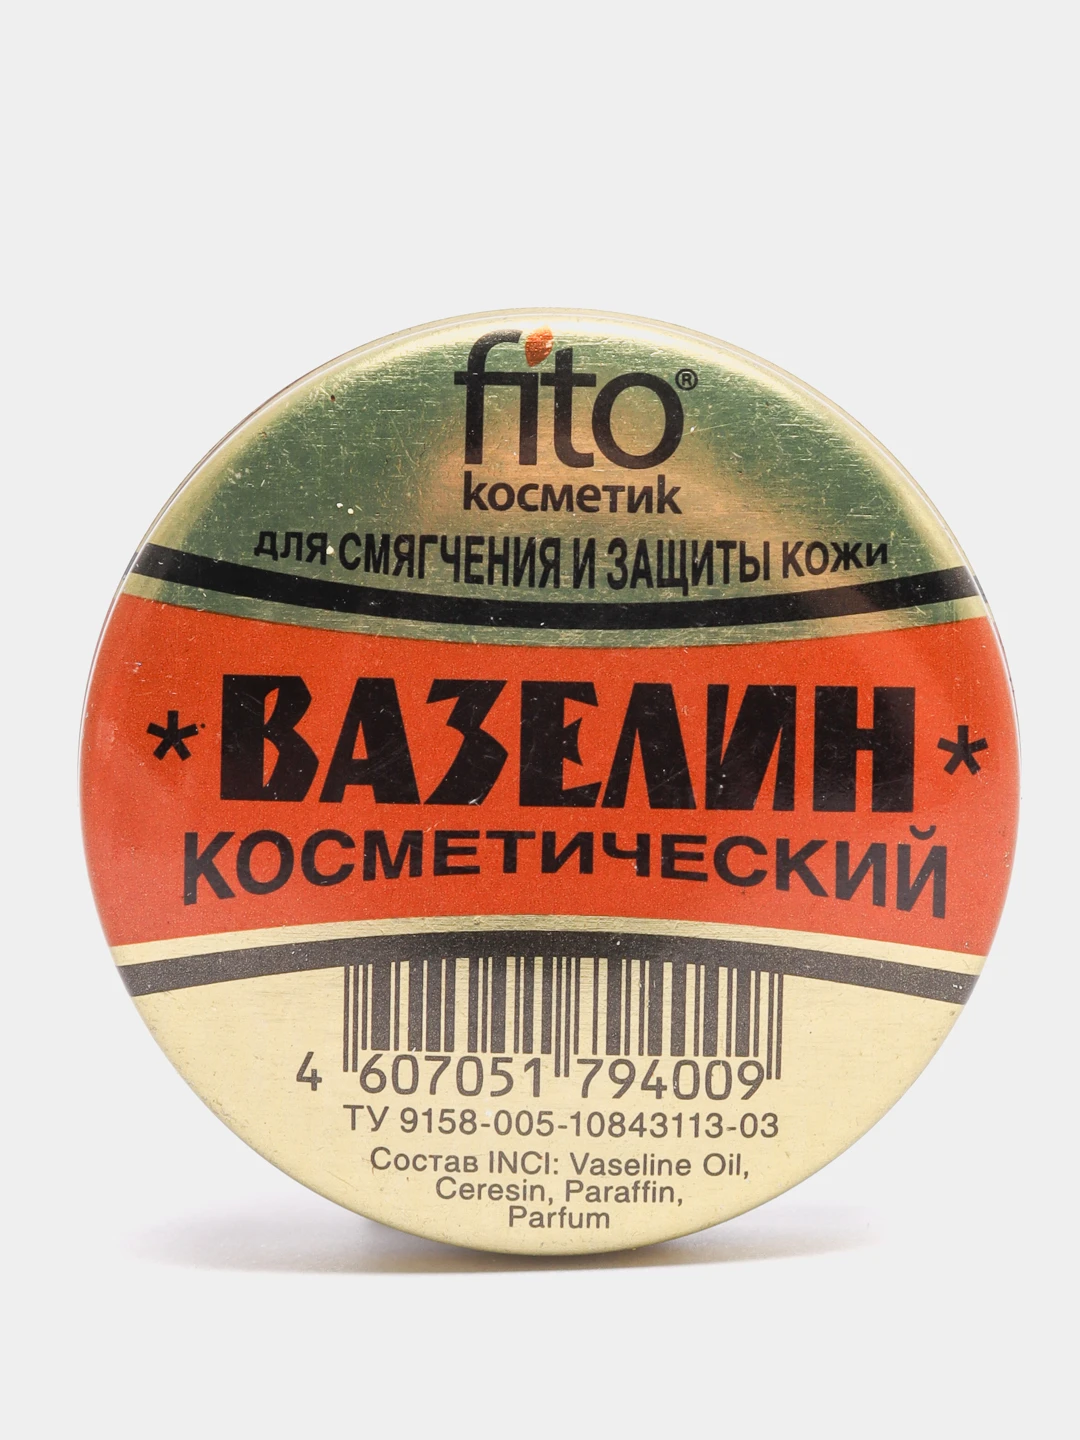 fito®
косметик
для СМЯГЧЕНИЯ И ЗАЩИТЫ кожи
* ВАЗЕЛИН *
КОСМЕТИЧЕСКИЙ
4 607051 794009
ТУ 9158-005-10843113-03
Состав INCI: Vaseline Oil,
Ceresin, Paraffin,
Parfum